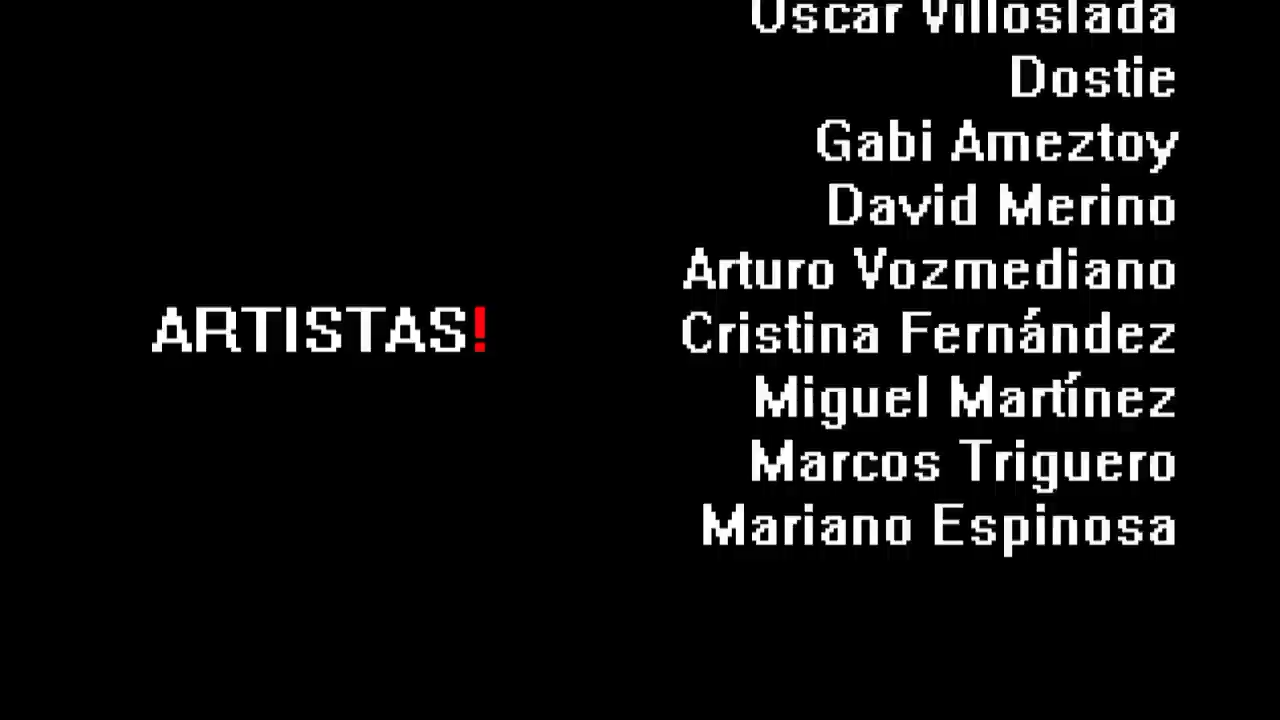 Oscar Villoslada
Dostie
Gabi Ameztoy
David Merino
Arturo Vozmediano
ARTISTAS!
Cristina Fernández
Miguel Martínez
Marcos Triguero
Mariano Espinosa